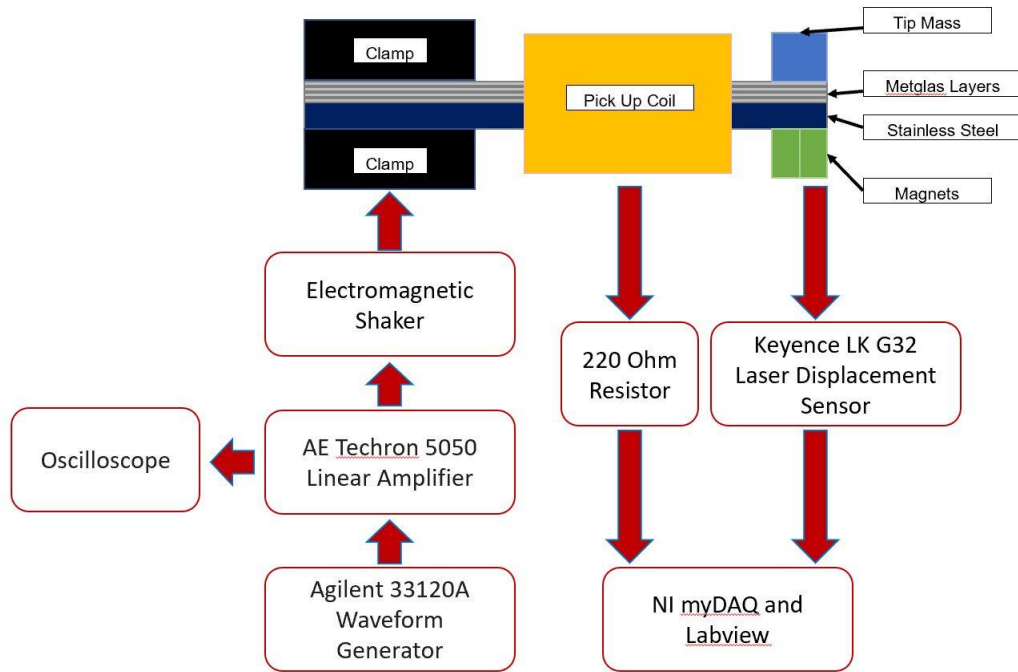 Tip Mass
Clamp
Metglas Layers
Pick Up Coil
Stainless Steel
Clamp
Magnets
Electromagnetic
Shaker
220 Ohm
Resistor
Keyence LK G32
Laser Displacement
Sensor
Oscilloscope
AE Techron 5050
Linear Amplifier
Agilent 33120A
Waveform
Generator
NI myDAQ and
Labview